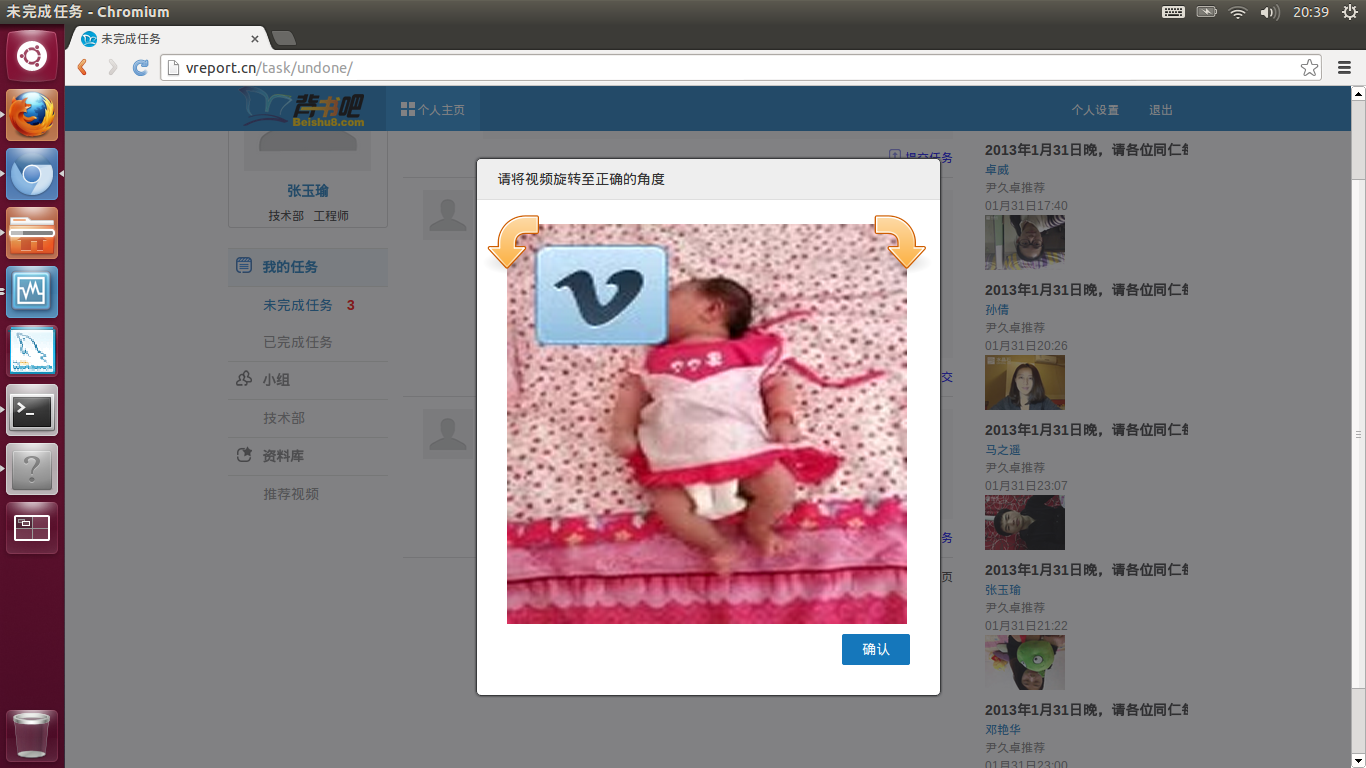 未完成任务 - Chromium
20:39
未完成任务
vreport.cn/task/undone/
背书吧
Beishu8.com
个人主页
个人设置
退出
张玉瑜
技术部 工程师
我的任务
未完成任务 3
已完成任务
小组
技术部
资料库
推荐视频
提交任务
交
务
页
请将视频旋转至正确的角度
确认
2013年1月31日晚，请各位同仁
卓威
尹久卓推荐
01月31日17:40
2013年1月31日晚，请各位同仁
孙倩
尹久卓推荐
01月31日20:26
2013年1月31日晚，请各位同仁
马之遥
尹久卓推荐
01月31日23:07
2013年1月31日晚，请各位同仁
张玉瑜
尹久卓推荐
01月31日21:22
2013年1月31日晚，请各位同仁
邓艳华
尹久卓推荐
01月31日23:00